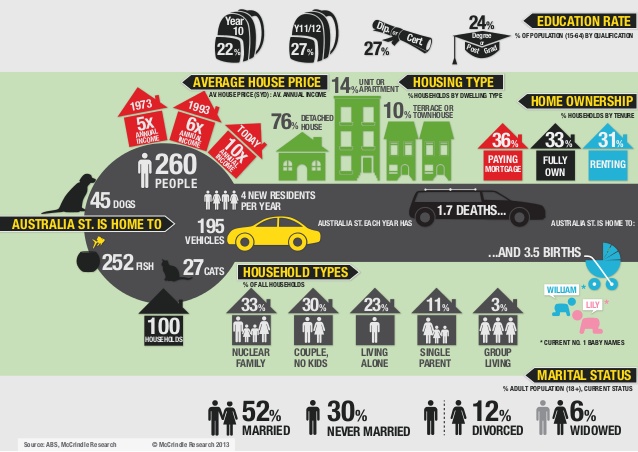 Year
10
22%
Y11/12
27%
Dip. or Cert.
27%
24%
Degree
or
Post Grad
EDUCATION RATE
% OF POPULATION (15-64) BY QUALIFICATION
AVERAGE HOUSE PRICE
AV HOUSE PRICE (SYD) : AV. ANNUAL INCOME
1973
5x
ANNUAL
INCOME
1993
6x
ANNUAL
INCOME
TODAY
10x
ANNUAL
INCOME
14% UNIT OR
APARTMENT
HOUSING TYPE
% HOUSEHOLDS BY DWELLING TYPE
76% DETACHED
HOUSE
10% TERRACE OR
TOWNHOUSE
HOME OWNERSHIP
% HOUSEHOLDS BY TENURE
36%
PAYING
MORTGAGE
33%
FULLY
OWN
31%
RENTING
260
PEOPLE
45 DOGS
4 NEW RESIDENTS
PER YEAR
AUSTRALIA ST. IS HOME TO
195
VEHICLES
AUSTRALIA ST. EACH YEAR HAS
1.7 DEATHS...
AUSTRALIA ST. IS HOME TO:
...AND 3.5 BIRTHS
252 FISH
27 CATS
100
HOUSEHOLDS
HOUSEHOLD TYPES
% OF ALL HOUSEHOLDS
33%
NUCLEAR
FAMILY
30%
COUPLE,
NO KIDS
23%
LIVING
ALONE
11%
SINGLE
PARENT
3%
GROUP
LIVING
WILLIAM *
LILY *
* CURRENT NO. 1 BABY NAMES
MARITAL STATUS
% ADULT POPULATION (18+), CURRENT STATUS
52%
MARRIED
30%
NEVER MARRIED
12%
DIVORCED
6%
WIDOWED
Source: ABS, McCrindle Research © McCrindle Research 2013